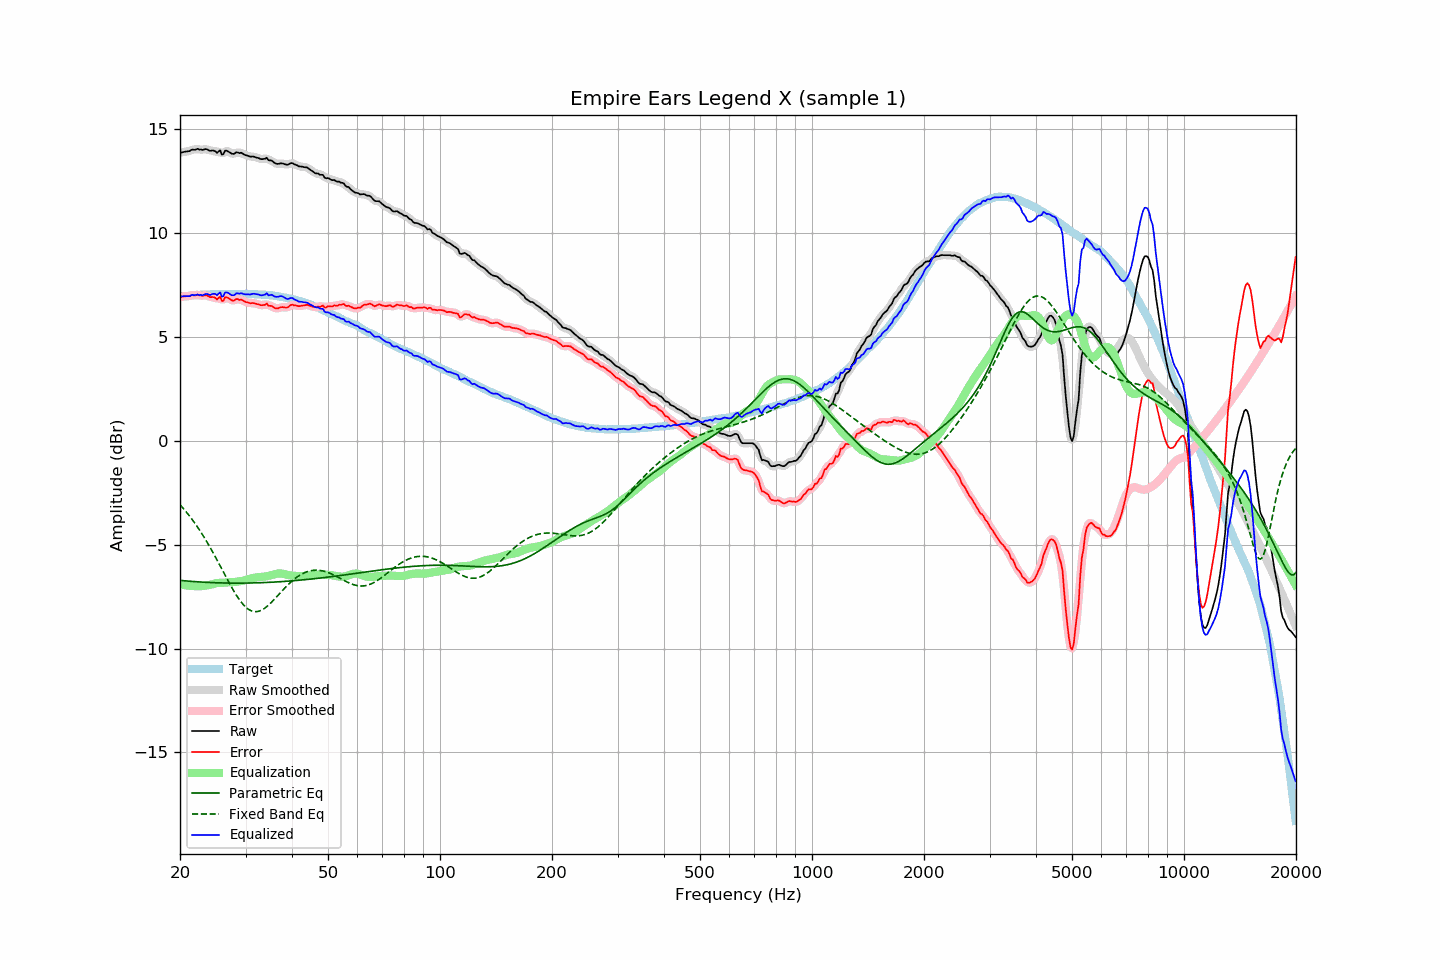 Empire Ears Legend X (sample 1)
15
10
5
0
−5
−10
−15
Amplitude (dBr)
Target
Raw Smoothed
Error Smoothed
Raw
Error
Equalization
Parametric Eq
Fixed Band Eq
Equalized
20 50 100 200 500 1000 2000 5000 10000 20000
Frequency (Hz)